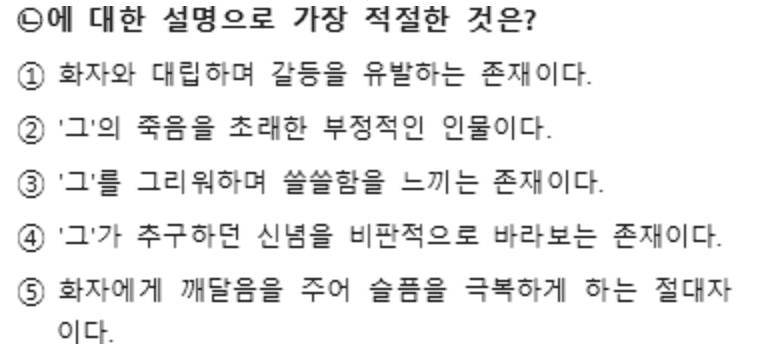 ㉡에 대한 설명으로 가장 적절한 것은?
① 화자와 대립하며 갈등을 유발하는 존재이다.
② '그'의 죽음을 초래한 부정적인 인물이다.
③ '그'를 그리워하며 쓸쓸함을 느끼는 존재이다.
④ '그'가 추구하던 신념을 비판적으로 바라보는 존재이다.
⑤ 화자에게 깨달음을 주어 슬픔을 극복하게 하는 절대자
이다.